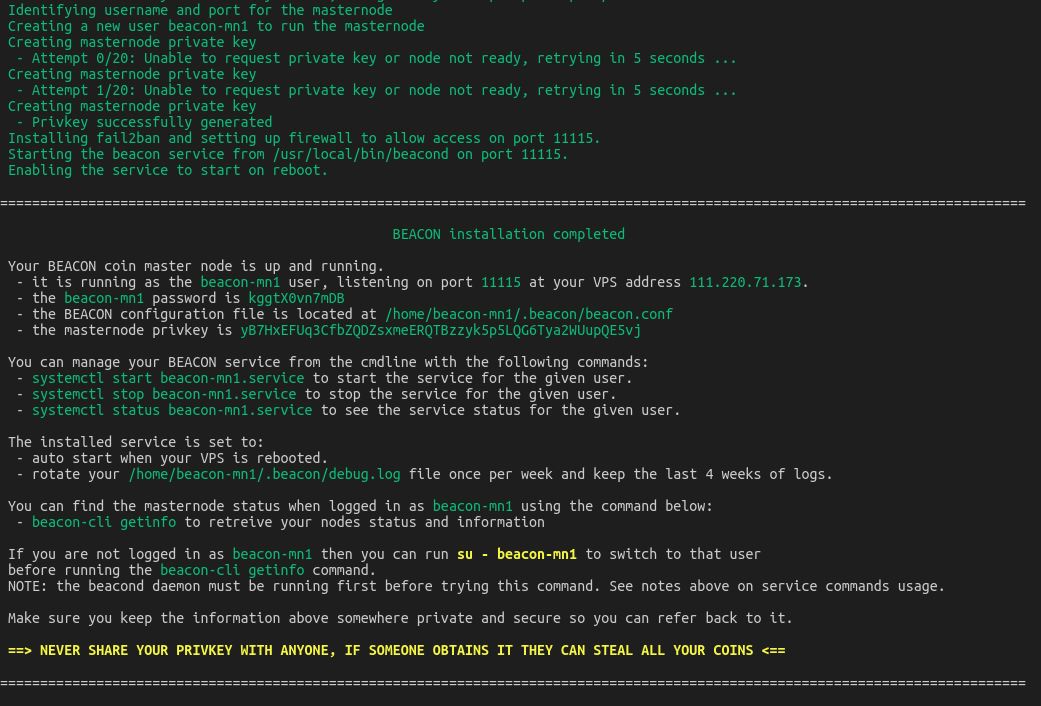 Identifying username and port for the masternode
Creating a new user beacon-mn1 to run the masternode
Creating masternode private key
- Attempt 0/20: Unable to request private key or node not ready, retrying in 5 seconds ...
Creating masternode private key
- Attempt 1/20: Unable to request private key or node not ready, retrying in 5 seconds ...
Creating masternode private key
- Privkey successfully generated
Installing fail2ban and setting up firewall to allow access on port 11115.
Starting the beacon service from /usr/local/bin/beacond on port 11115.
Enabling the service to start on reboot.
================================================================================================================================
BEACON installation completed
Your BEACON coin master node is up and running.
- it is running as the beacon-mn1 user, listening on port 11115 at your VPS address 111.220.71.173.
- the beacon-mn1 password is kggtX0vn7mDB
- the BEACON configuration file is located at /home/beacon-mn1/.beacon/beacon.conf
- the masternode privkey is yB7HxEFUq3CfbZQDZsxmeERQTBzzyk5p5LQG6Tya2WUupQE5vj
You can manage your BEACON service from the cmdline with the following commands:
- systemctl start beacon-mn1.service to start the service for the given user.
- systemctl stop beacon-mn1.service to stop the service for the given user.
- systemctl status beacon-mn1.service to see the service status for the given user.
The installed service is set to:
- auto start when your VPS is rebooted.
- rotate your /home/beacon-mn1/.beacon/debug.log file once per week and keep the last 4 weeks of logs.
You can find the masternode status when logged in as beacon-mn1 using the command below:
- beacon-cli getinfo to retreive your nodes status and information
If you are not logged in as beacon-mn1 then you can run su - beacon-mn1 to switch to that user
before running the beacon-cli getinfo command.
NOTE: the beacond daemon must be running first before trying this command. See notes above on service commands usage.
Make sure you keep the information above somewhere private and secure so you can refer back to it.
==> NEVER SHARE YOUR PRIVKEY WITH ANYONE, IF SOMEONE OBTAINS IT THEY CAN STEAL ALL YOUR COINS <==
================================================================================================================================